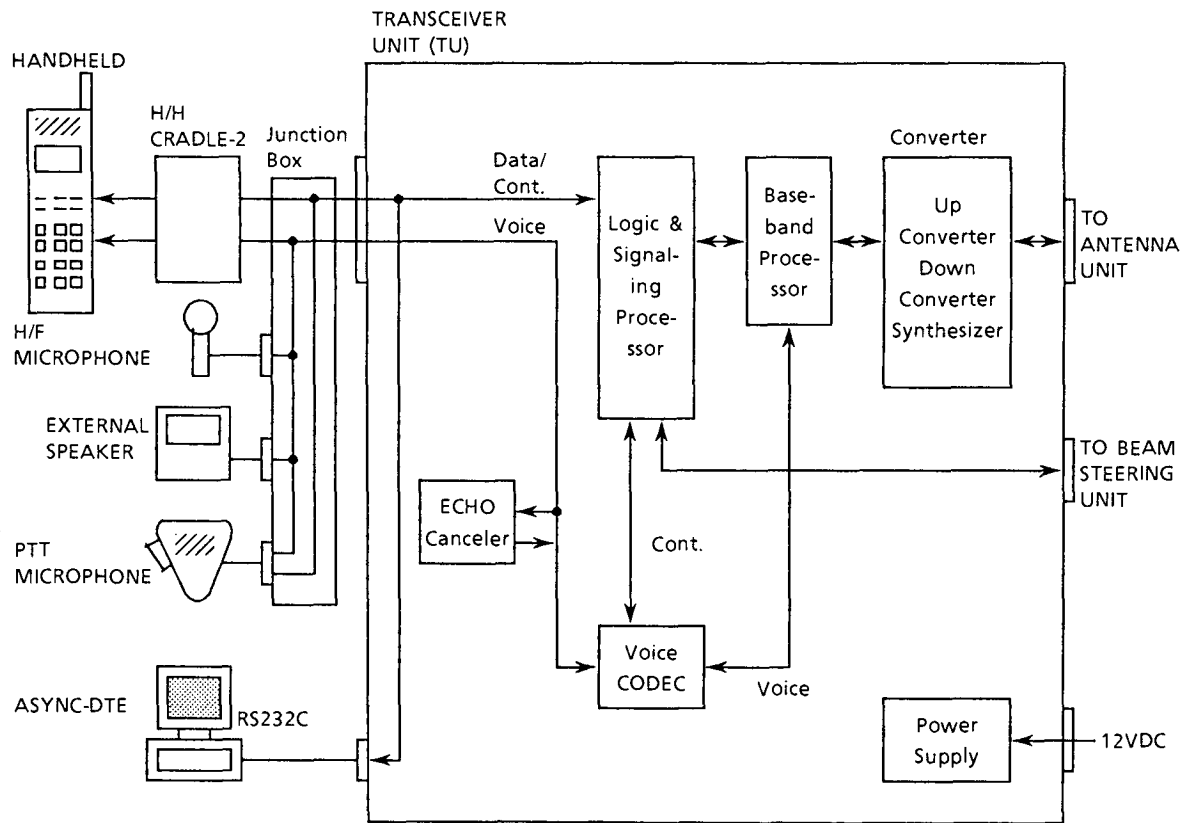 TRANSCEIVER
UNIT (TU)
HANDHELD
H/H
CRADLE-2
Junction
Box
Data/
Cont.
Voice
Logic &
Signal-
ing
Proce-
ssor
Base-
band
Proce-
ssor
Converter
Up
Converter
Down
Converter
Synthesizer
TO
ANTENNA
UNIT
H/F
MICROPHONE
EXTERNAL
SPEAKER
ECHO
Canceler
Cont.
TO BEAM
STEERING
UNIT
PTT
MICROPHONE
Voice
CODEC
Voice
ASYNC-DTE
RS232C
Power
Supply
12VDC